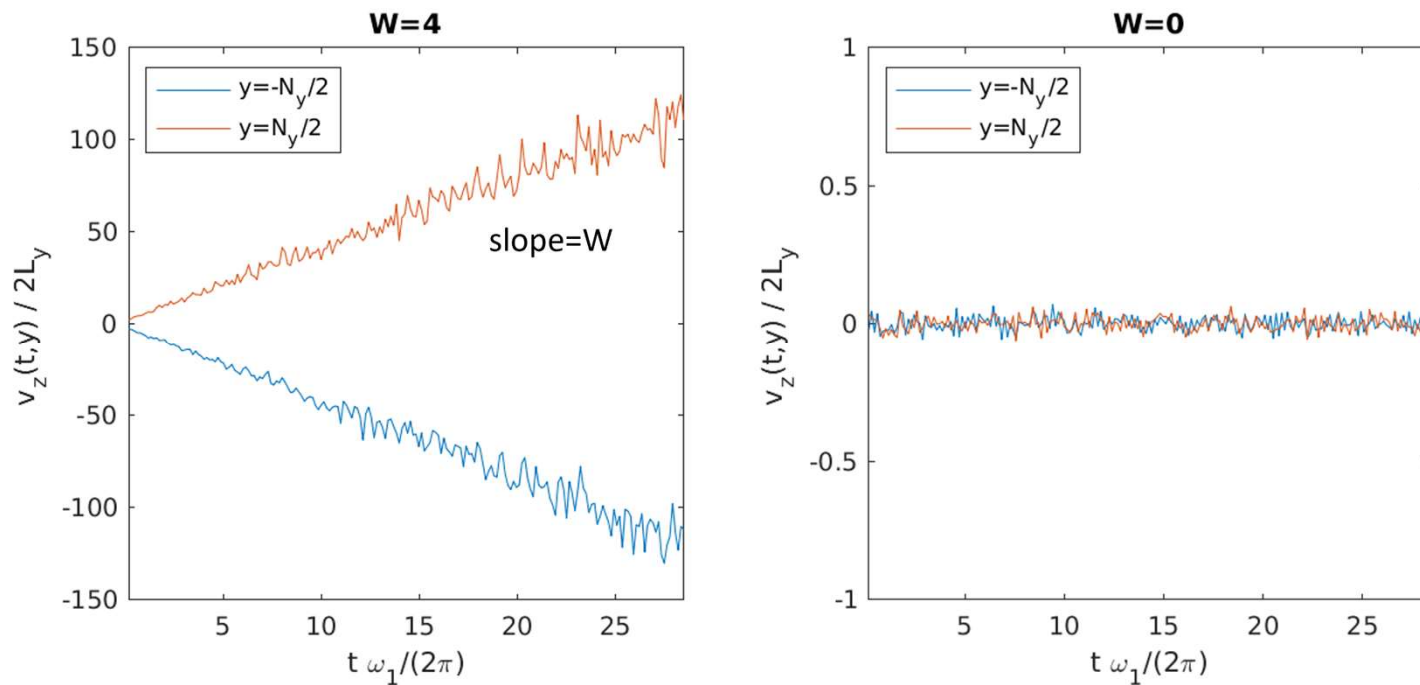 W=4
150
100
50
0
-50
-100
-150
5
10
15
20
25
y=-N_y/2
y=N_y/2
slope=W
v_z(t,y) / 2L_y
t ω_1/(2π)
W=0
1
0.5
0
-0.5
-1
5
10
15
20
25
y=-N_y/2
y=N_y/2
v_z(t,y) / 2L_y
t ω_1/(2π)